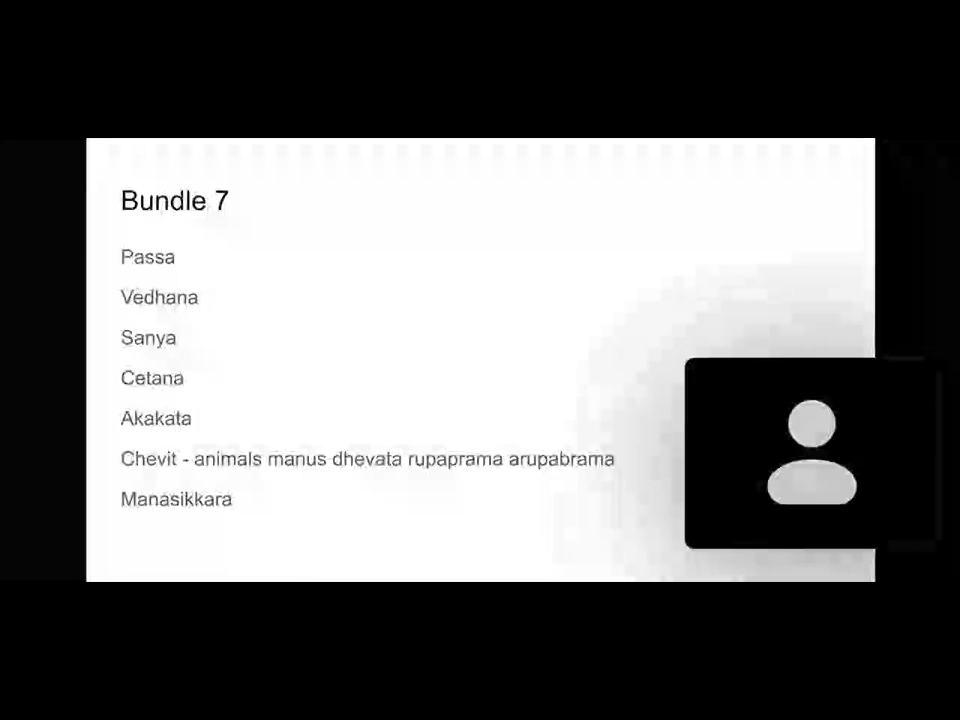 Bundle 7
Passa
Vedhana
Sanya
Cetana
Akakata
Chevit - animals manus dhevata rupaprama arupabrama
Manasikkara